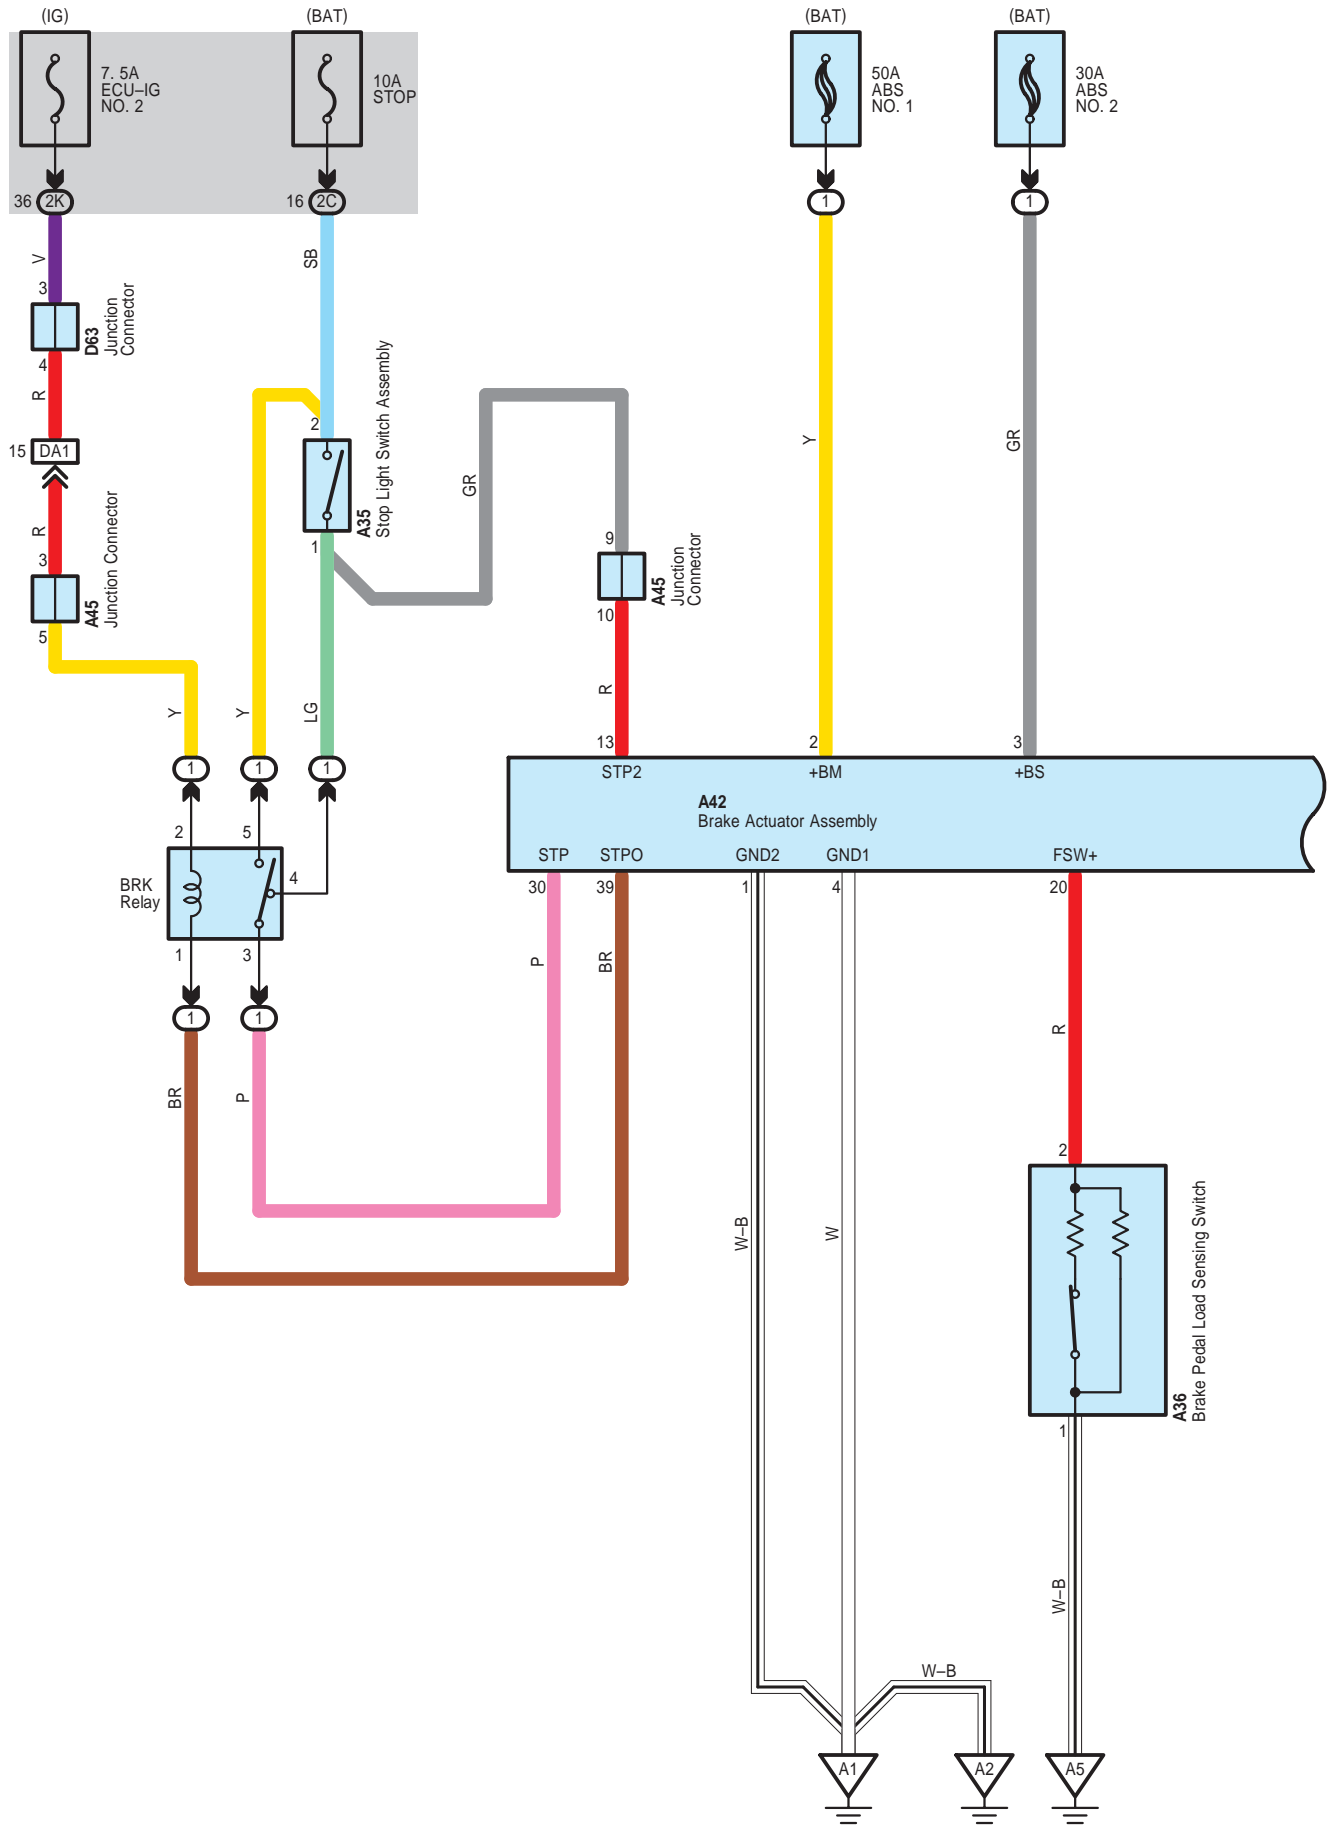 (IG)
(BAT)
(BAT)
(BAT)
7. 5A
ECU–IG
NO. 2
10A
STOP
50A
ABS
NO. 1
30A
ABS
NO. 2
36
2K
16
2C
1
1
V
SB
3
D63
Junction
Connector
4
R
15
DA1
R
3
A45
Junction Connector
5
2
A35
Stop Light Switch Assembly
1
GR
9
A45
Junction
Connector
10
R
Y
GR
Y
Y
LG
1
1
1
13
2
3
STP2
+BM
+BS
A42
Brake Actuator Assembly
STP
STPO
GND2
GND1
FSW+
30
39
1
4
20
2
5
4
BRK
Relay
1
3
1
1
BR
P
P
BR
W–B
W
R
2
A36
Brake Pedal Load Sensing Switch
1
W–B
W–B
A1
A2
A5